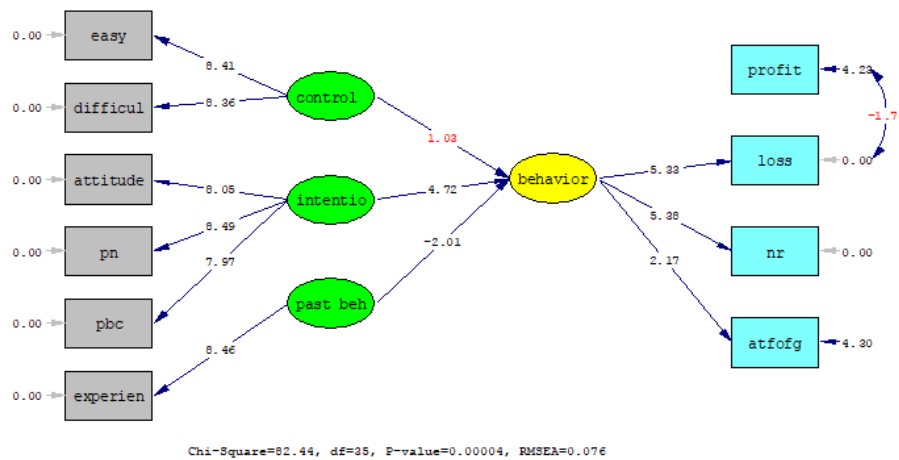 0.00 easy
8.41
0.00 difficul
8.36
control
0.00 attitude
8.05
0.00 pn
8.49
intentio
0.00 pbc
7.97
past beh
0.00 experien
8.46
1.03
4.72
-2.01
behavior
profit 4.23
-1.7
5.33
loss 0.00
5.38
nr 0.00
2.17
atfofg 4.30
Chi-Square=82.44, df=35, P-value=0.00004, RMSEA=0.076